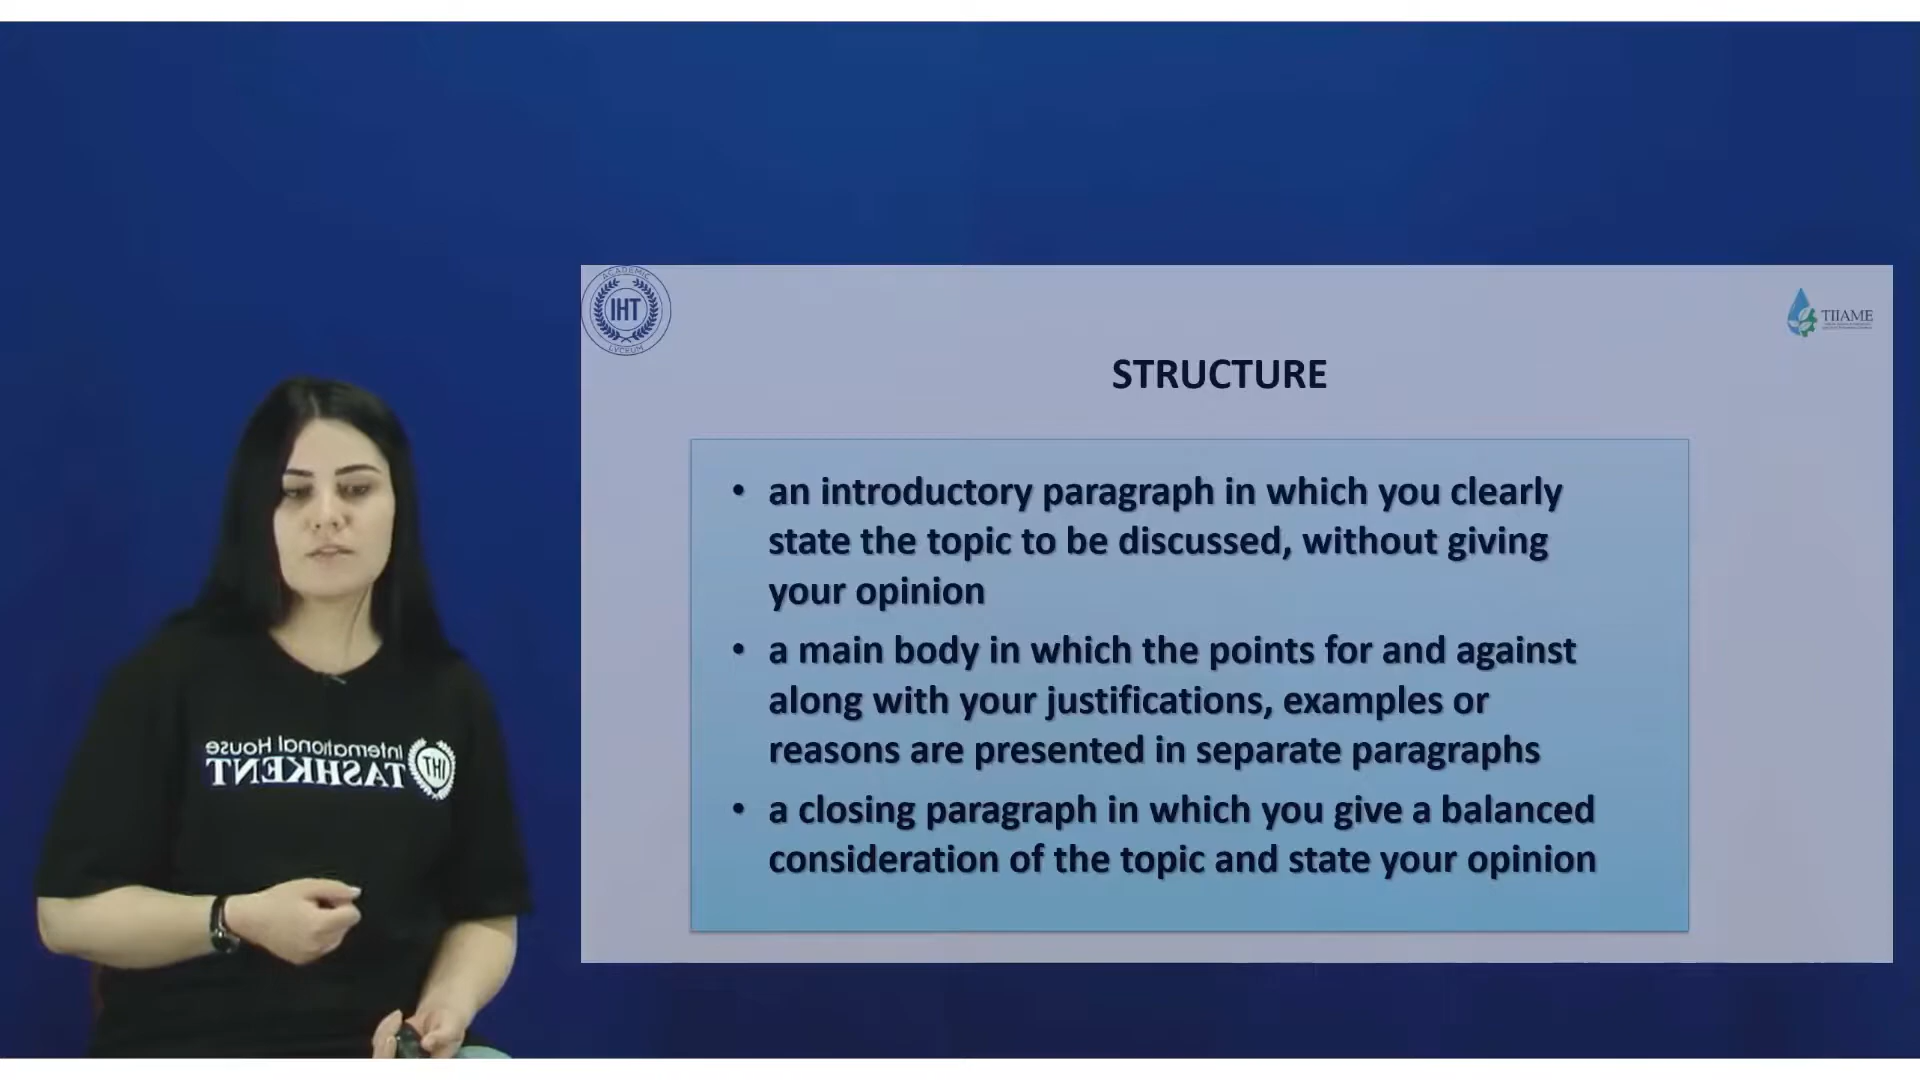 ACADEMIC
IHT
LYCEUM
TIIAME
STRUCTURE
• an introductory paragraph in which you clearly
state the topic to be discussed, without giving
your opinion
• a main body in which the points for and against
along with your justifications, examples or
reasons are presented in separate paragraphs
• a closing paragraph in which you give a balanced
consideration of the topic and state your opinion
International House
TASHKENT
IHT